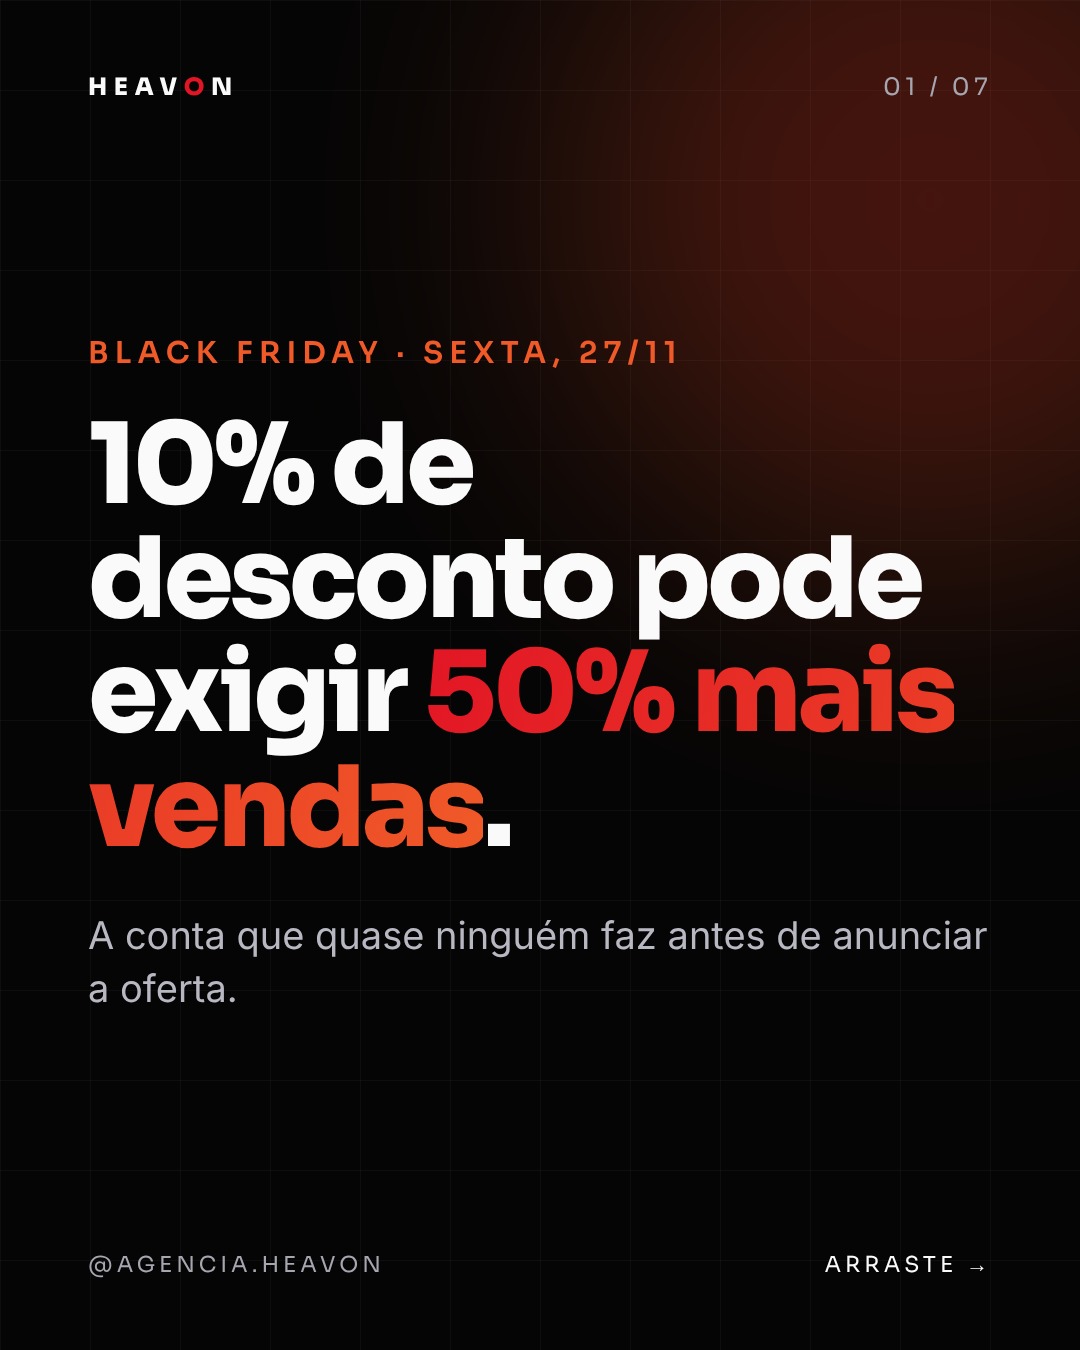 HEAVON
01 / 07
BLACK FRIDAY · SEXTA, 27/11
10% de
desconto pode
exigir 50% mais
vendas.
A conta que quase ninguém faz antes de anunciar
a oferta.
@AGENCIA.HEAVON
ARRASTE →